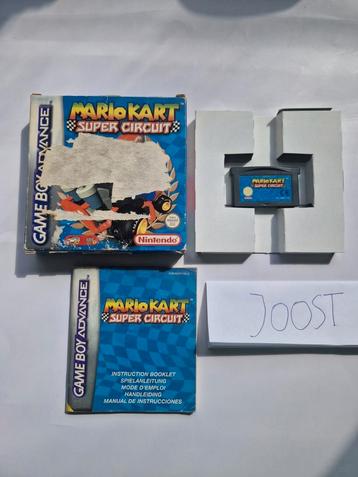 GAME BOY ADVANCE
MARIO KART
SUPER CIRCUIT
Nintendo
MARIO KART
SUPER CIRCUIT
JOOST
GAME BOY ADVANCE
MARIO KART
SUPER CIRCUIT
INSTRUCTION BOOKLET
SPIELANLEITUNG
MODE D'EMPLOI
HANDLEIDING
MANUAL DE INSTRUCCIONES